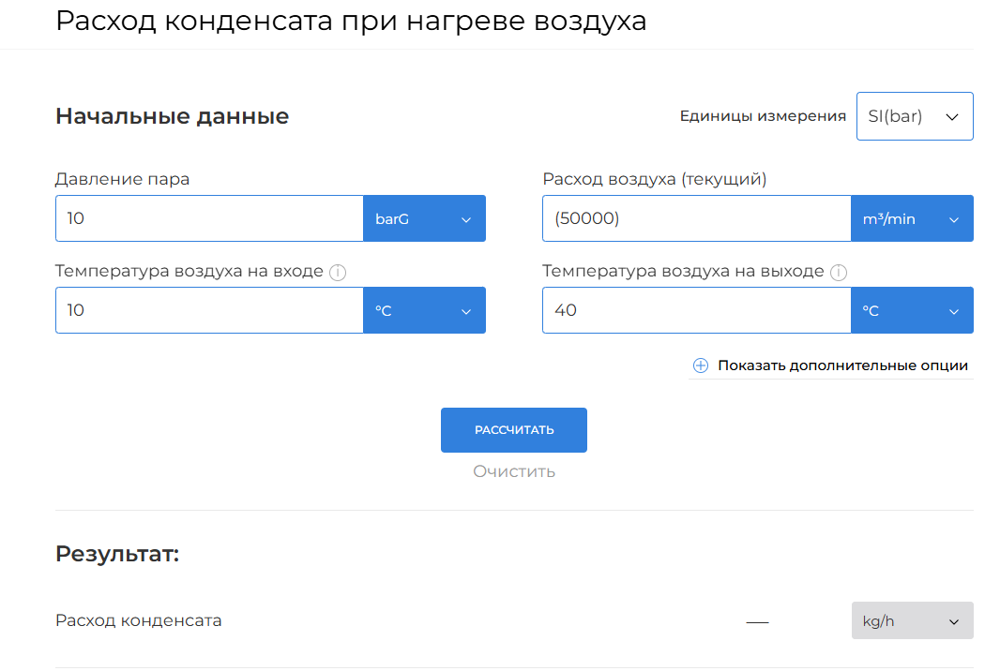 Расход конденсата при нагреве воздуха
Начальные данные
Единицы измерения SI(bar)
Давление пара
10 barG
Расход воздуха (текущий)
(50000) m³/min
Температура воздуха на входе
10 °C
Температура воздуха на выходе
40 °C
Показать дополнительные опции
РАССЧИТАТЬ
Очистить
Результат:
Расход конденсата — kg/h